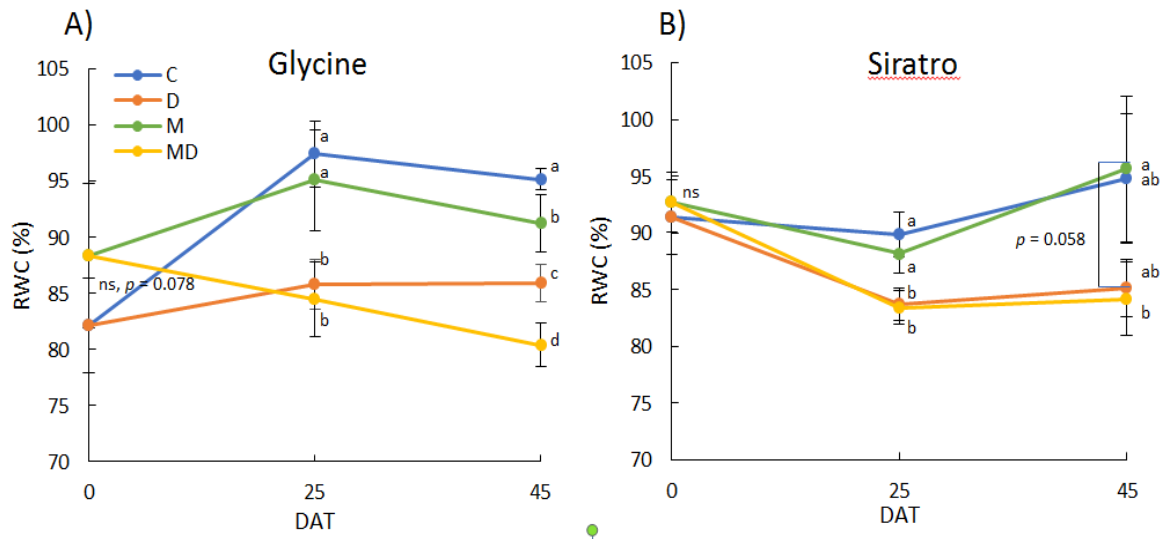 A)
Glycine
C
D
M
MD
105
100
95
90
85
80
75
70
RWC (%)
ns, p = 0.078
a
a
b
b
a
b
c
d
0
25
45
DAT
B)
Siratro
105
100
95
90
85
80
75
70
RWC (%)
ns
a
a
b
b
p = 0.058
a
ab
ab
b
0
25
45
DAT